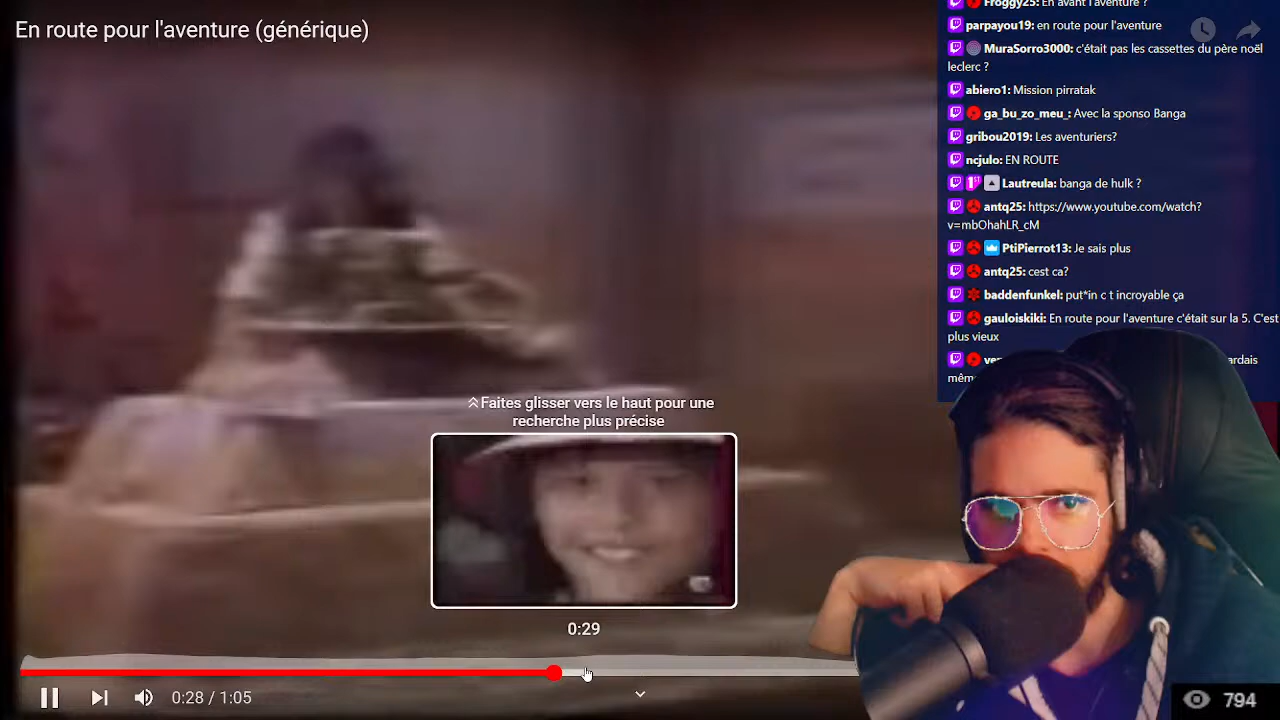 En route pour l'aventure (générique)
Froggy25: En avant l'aventure ?
parpayou19: en route pour l'aventure
MuraSorro3000: c'était pas les cassettes du père noël
leclerc ?
abiero1: Mission pirratak
ga_bu_zo_meu_: Avec la sponso Banga
gribou2019: Les aventuriers?
ncjulo: EN ROUTE
Lautreula: banga de hulk ?
antq25: https://www.youtube.com/watch?
v=mbOhahLR_cM
PtiPierrot13: Je sais plus
antq25: cest ca?
baddenfunkel: put*in c t incroyable ça
gauloiskiki: En route pour l'aventure c'était sur la 5. C'est
plus vieux
Faites glisser vers le haut pour une
recherche plus précise
0:29
0:28 / 1:05
794